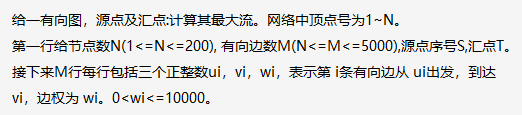 给一有向图，源点及汇点:计算其最大流。网络中顶点号为1~N。
第一行给节点数N(1<=N<=200), 有向边数M(N<=M<=5000),源点序号S,汇点T。
接下来M行每行包括三个正整数ui，vi，wi，表示第 i条有向边从 ui出发，到达
vi，边权为 wi。0<wi<=10000。